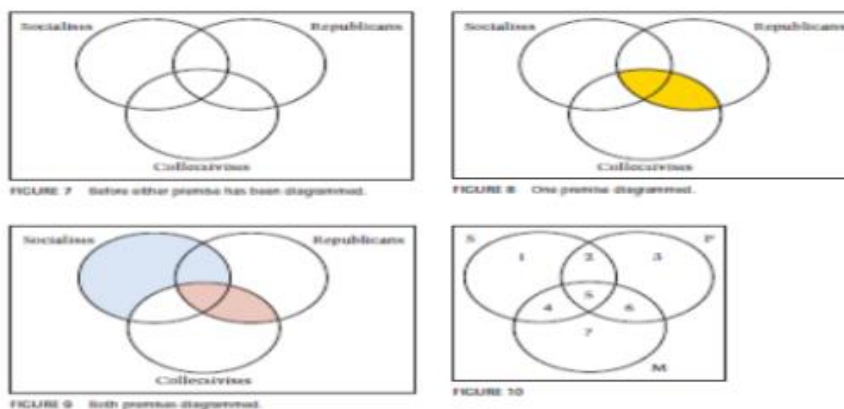 Socialists Republicans
Collectivists
FIGURE 7 Before either premise has been diagrammed.
Socialists Republicans
Collectivists
FIGURE 8 One premise diagrammed.
Socialists Republicans
Collectivists
FIGURE 9 Both premises diagrammed.
S P
1 2 3
5
4 6
7
M
FIGURE 10